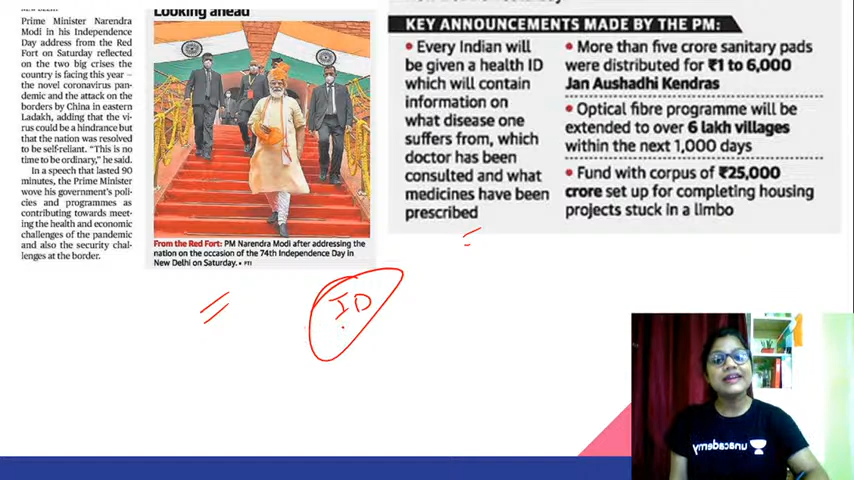 Prime Minister Narendra
Modi in his Independence
Day address from the Red
Fort on Saturday reflected
on the two big crises the
country is facing this year –
the novel coronavirus pan-
demic and the attack on the
borders by China in eastern
Ladakh, adding that the vi-
rus could be a hindrance but
that the nation was resolved
to be self-reliant. “This is no
time to be ordinary,” he said.
In a speech that lasted 90
minutes, the Prime Minister
wove his government's poli-
cies and programmes as
contributing towards meet-
ing the health and economic
challenges of the pandemic
and also the security chal-
lenges at the border.
Looking ahead
From the Red Fort: PM Narendra Modi after addressing the
nation on the occasion of the 74th Independence Day in
New Delhi on Saturday. • PTI
KEY ANNOUNCEMENTS MADE BY THE PM:
• Every Indian will
be given a health ID
which will contain
information on
what disease one
suffers from, which
doctor has been
consulted and what
medicines have been
prescribed
• More than five crore sanitary pads
were distributed for ₹1 to 6,000
Jan Aushadhi Kendras
• Optical fibre programme will be
extended to over 6 lakh villages
within the next 1,000 days
• Fund with corpus of ₹25,000
crore set up for completing housing
projects stuck in a limbo
ID
unacademy